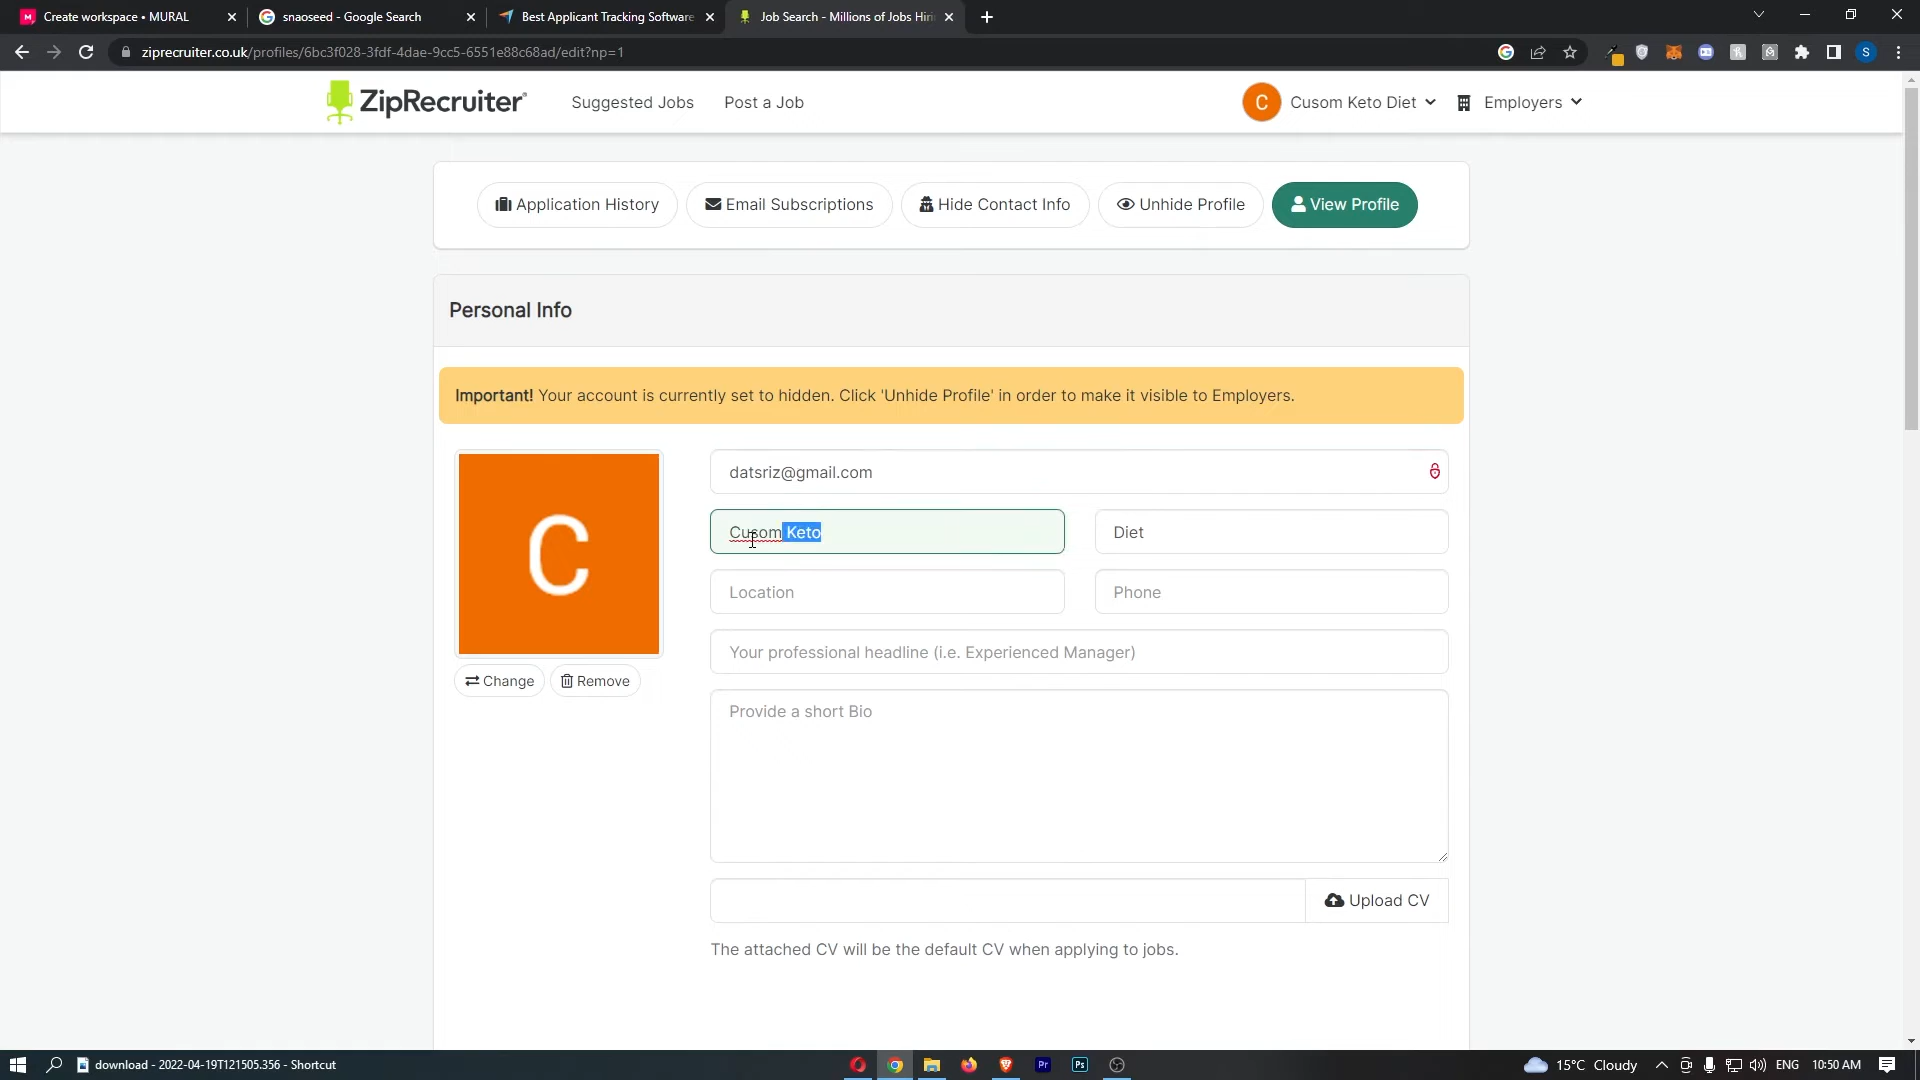 Create workspace • MURAL
snaoseed - Google Search
Best Applicant Tracking Software
Job Search - Millions of Jobs Hiri
ziprecruiter.co.uk/profiles/6bc3f028-3fdf-4dae-9cc5-6551e88c68ad/edit?np=1
S
ZipRecruiter
Suggested Jobs
Post a Job
C
Cusom Keto Diet
Employers
Application History
Email Subscriptions
Hide Contact Info
Unhide Profile
View Profile
Personal Info
Important! Your account is currently set to hidden. Click 'Unhide Profile' in order to make it visible to Employers.
C
datsriz@gmail.com
Cusom Keto
Diet
Location
Phone
Change
Remove
Your professional headline (i.e. Experienced Manager)
Provide a short Bio
Upload CV
The attached CV will be the default CV when applying to jobs.
download - 2022-04-19T121505.356 - Shortcut
Pr
Ps
15°C Cloudy
ENG
10:50 AM